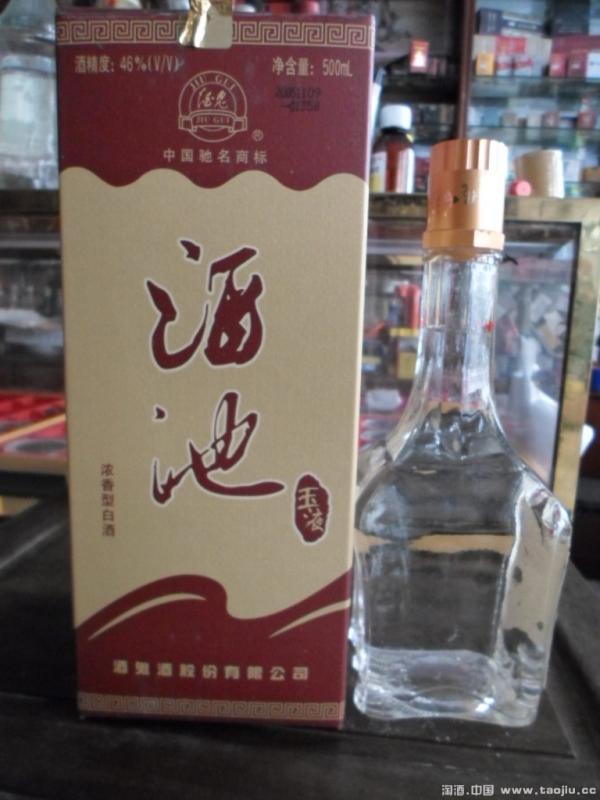 酒精度：46%(V/V)
净含量：500mL
20051109
JIU GUI
酒鬼
JIU GUI
®
中国驰名商标
酒池
玉液
浓香型白酒
酒鬼酒股份有限公司
淘酒.中国 www.taojiu.cc